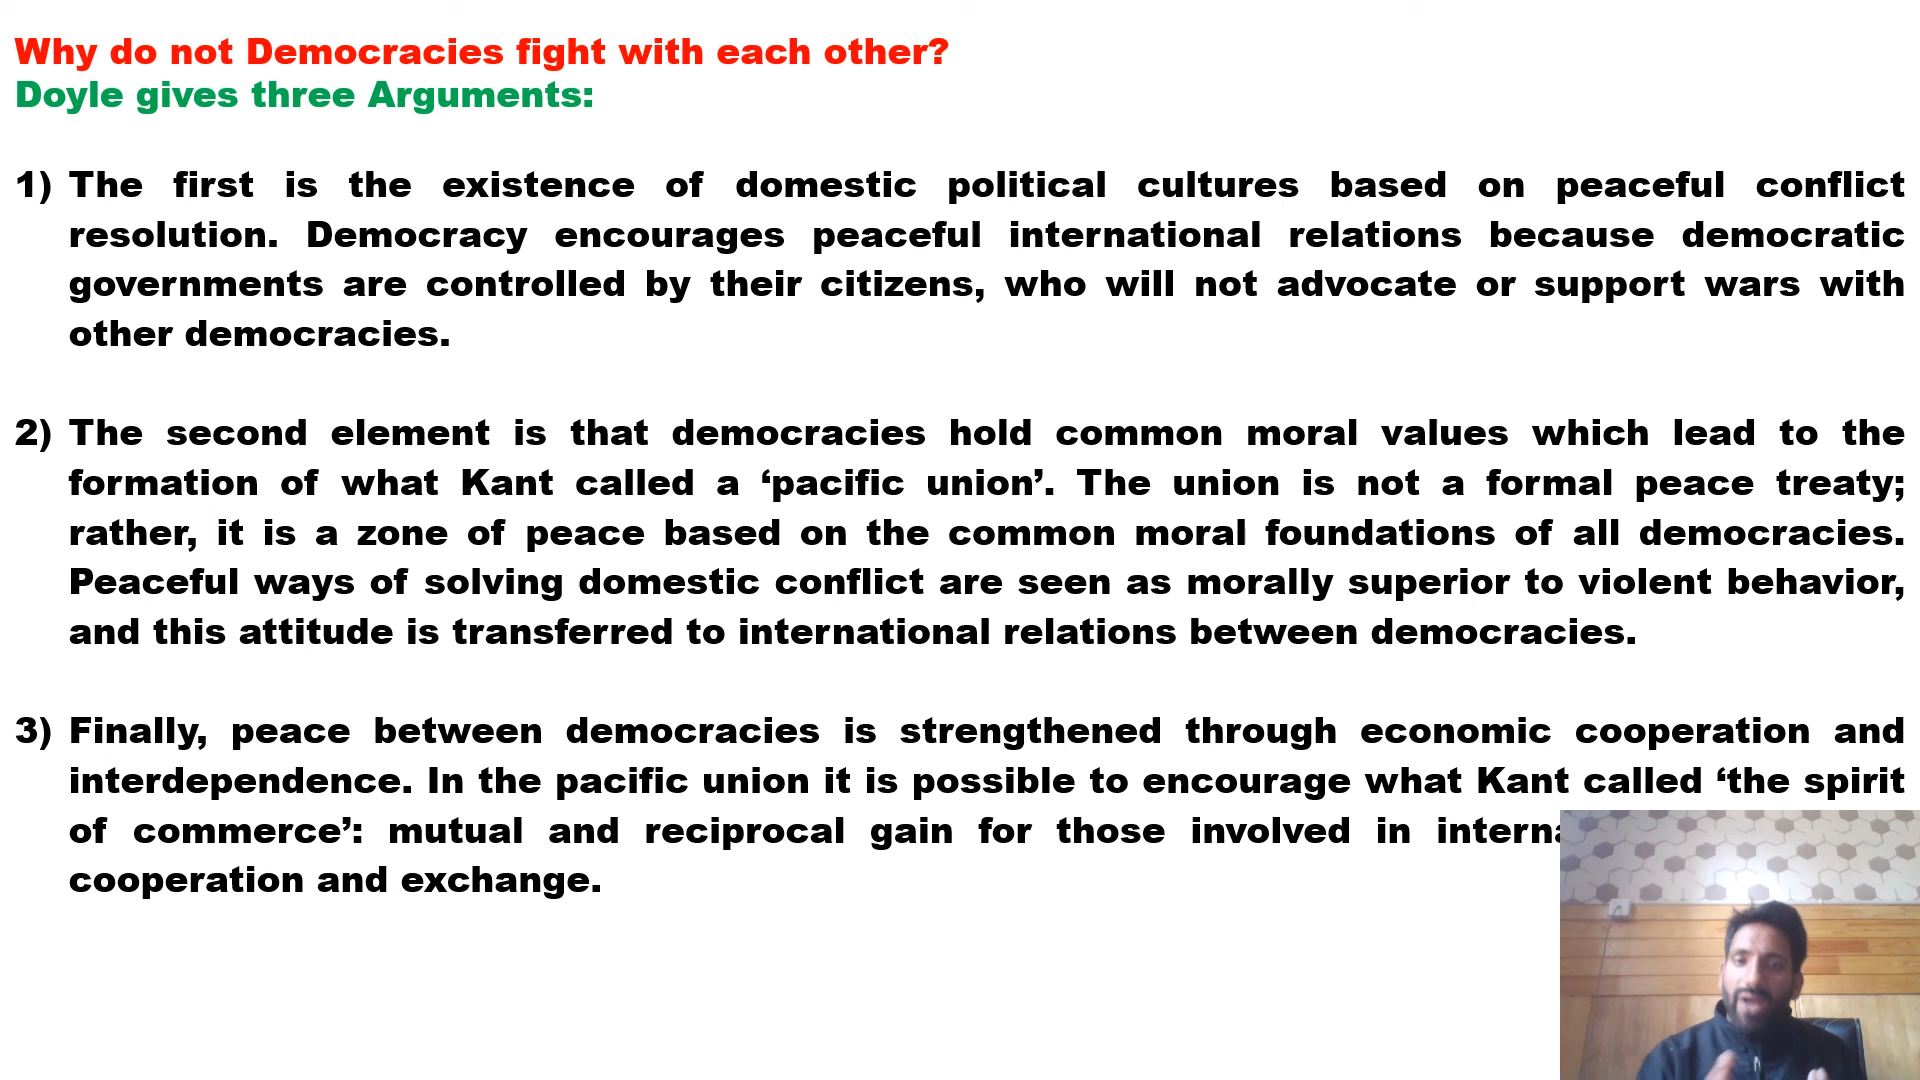 Why do not Democracies fight with each other?
Doyle gives three Arguments:
1) The first is the existence of domestic political cultures based on peaceful conflict
resolution. Democracy encourages peaceful international relations because democratic
governments are controlled by their citizens, who will not advocate or support wars with
other democracies.
2) The second element is that democracies hold common moral values which lead to the
formation of what Kant called a ‘pacific union’. The union is not a formal peace treaty;
rather, it is a zone of peace based on the common moral foundations of all democracies.
Peaceful ways of solving domestic conflict are seen as morally superior to violent behavior,
and this attitude is transferred to international relations between democracies.
3) Finally, peace between democracies is strengthened through economic cooperation and
interdependence. In the pacific union it is possible to encourage what Kant called ‘the spirit
of commerce’: mutual and reciprocal gain for those involved in
cooperation and exchange.